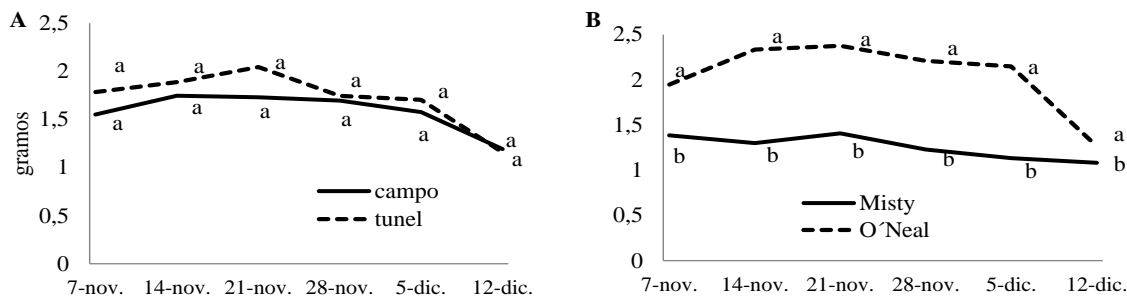 A
2,5
2
1,5
1
0,5
0
gramos
a a a a a a
a a a a a a
campo
tunel
7-nov. 14-nov. 21-nov. 28-nov. 5-dic. 12-dic.
B
2,5
2
1,5
1
0,5
0
a a a a a a
b b b b b b
Misty
O´Neal
7-nov. 14-nov. 21-nov. 28-nov. 5-dic. 12-dic.